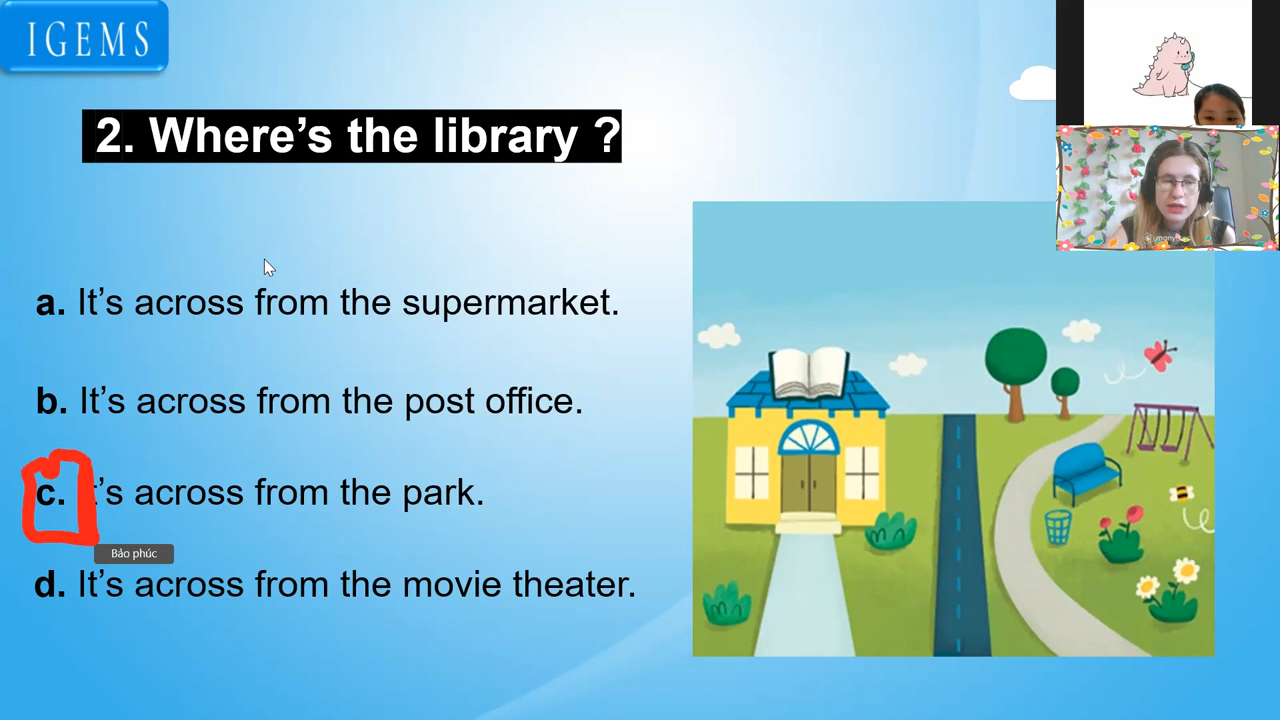 IGEMS
2. Where’s the library ?
a. It’s across from the supermarket.
b. It’s across from the post office.
c. It’s across from the park.
Bảo phúc
d. It’s across from the movie theater.